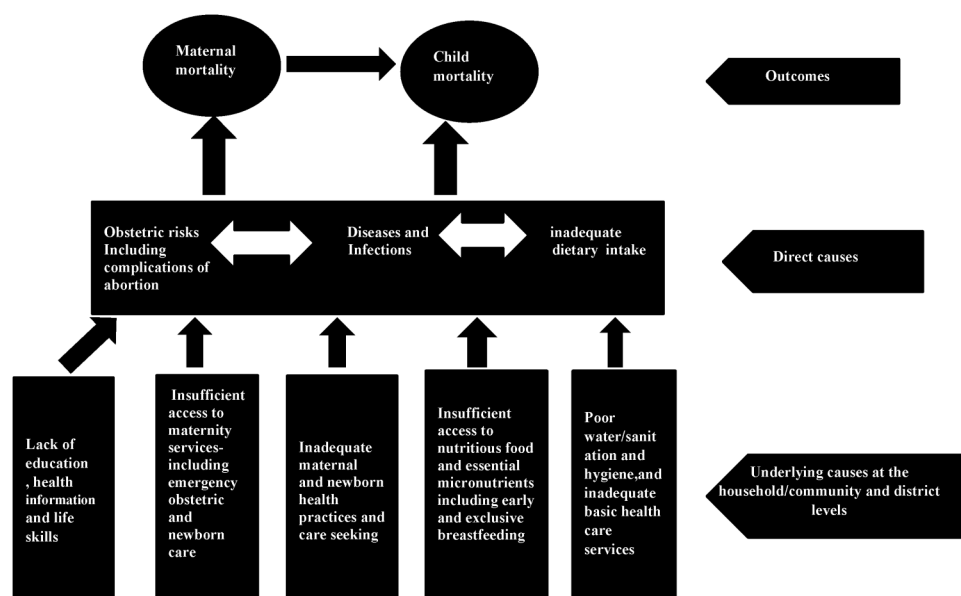 Maternal
mortality
Child
mortality
Outcomes
Obstetric risks
Including
complications of
abortion
Diseases and
Infections
inadequate
dietary intake
Direct causes
Lack of
education
, health
information
and life
skills
Insufficient
access to
maternity
services-
including
emergency
obstetric
and
newborn
care
Inadequate
maternal
and newborn
health
practices and
care seeking
Insufficient
access to
nutritious food
and essential
micronutrients
including early
and exclusive
breastfeeding
Poor
water/sanit
ation and
hygiene,and
inadequate
basic health
care
services
Underlying causes at the
household/community and district
levels